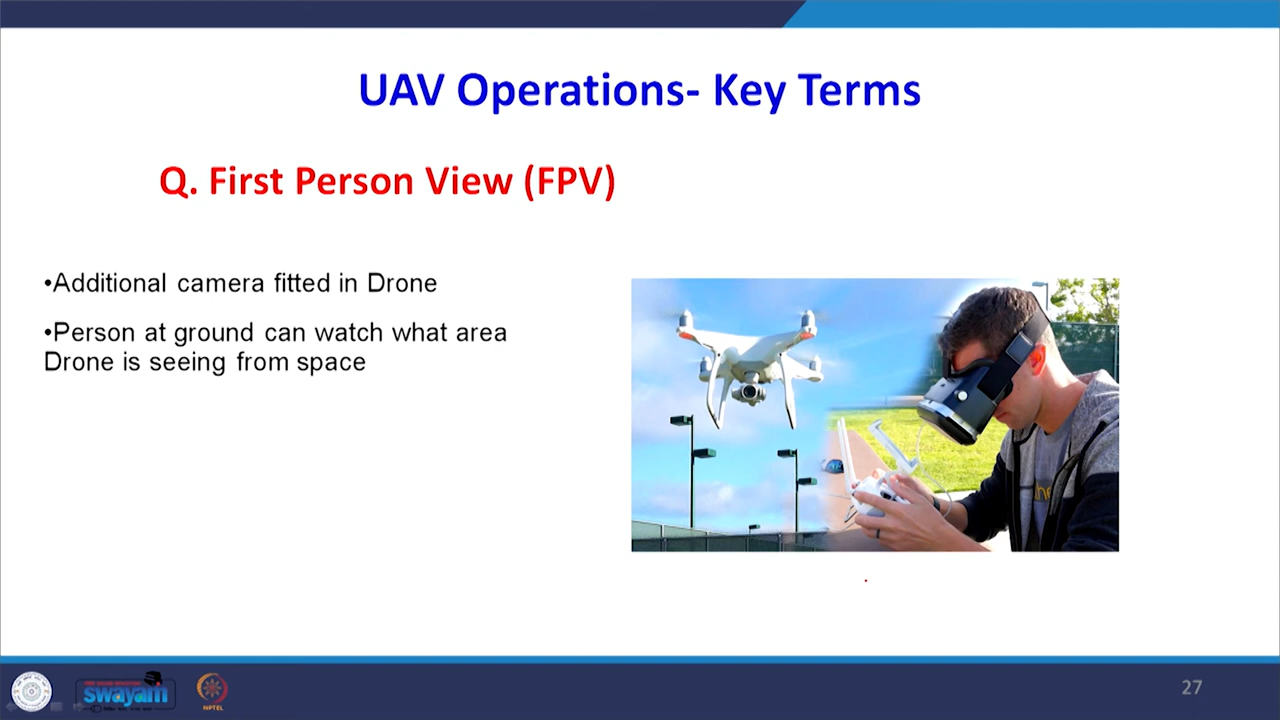 UAV Operations- Key Terms
Q. First Person View (FPV)
•Additional camera fitted in Drone
•Person at ground can watch what area
Drone is seeing from space
swayam
NPTEL
27